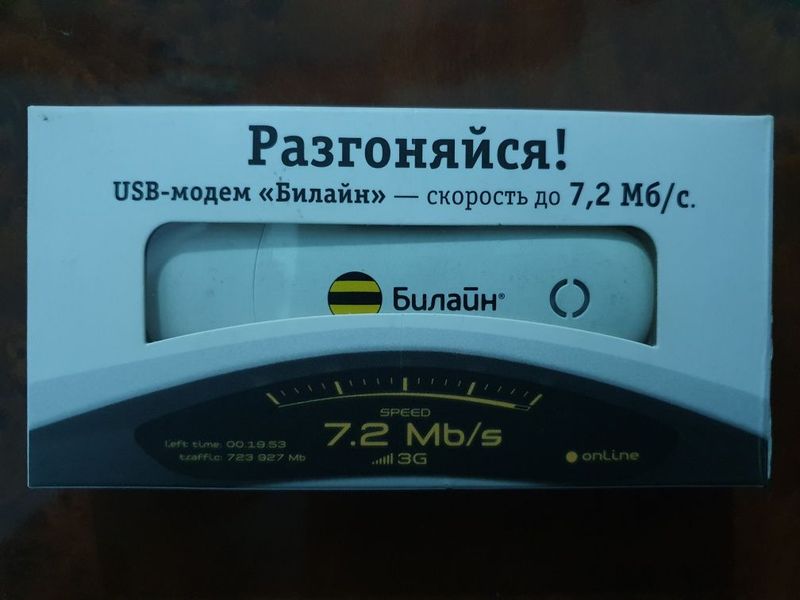 Разгоняйся!
USB-модем «Билайн» — скорость до 7,2 Мб/с.
Билайн®
SPEED
7.2 Mb/s
3G
left time: 00:19:53
traffic: 723 927 Mb
online